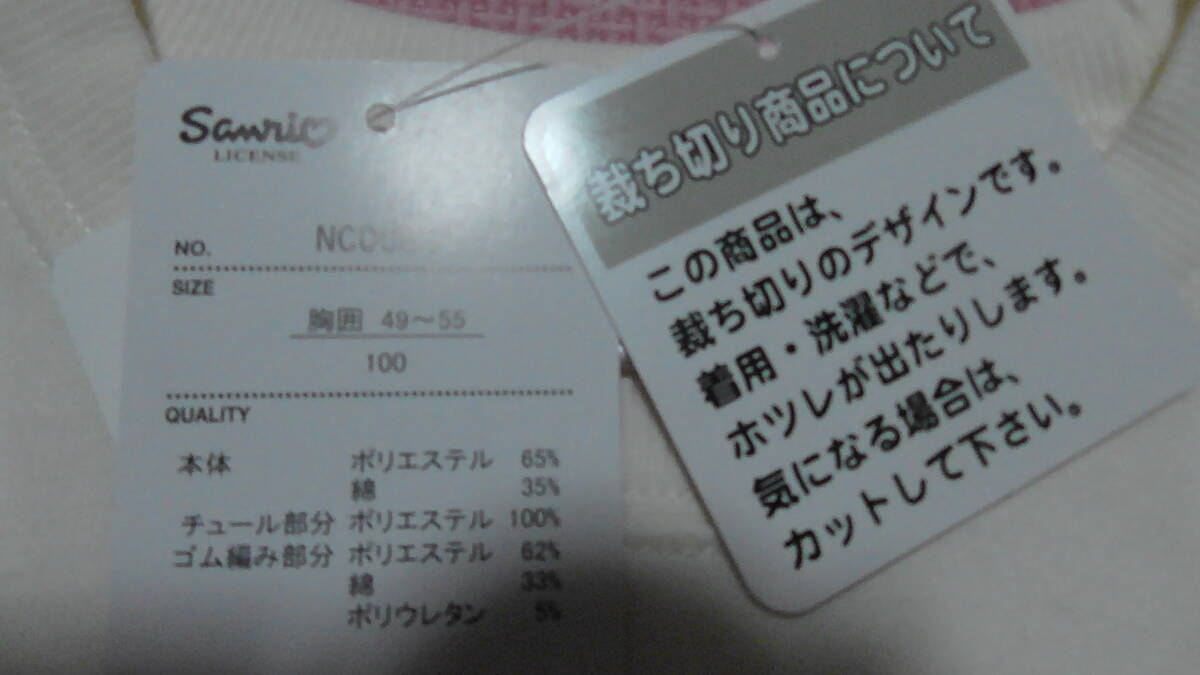 Sanrio
LICENSE
NO.
SIZE
胸囲 49～55
100
QUALITY
本体 ポリエステル 65%
綿 35%
チュール部分 ポリエステル 100%
ゴム編み部分 ポリエステル 62%
綿 33%
ポリウレタン 5%
裁ち切り商品について
この商品は、
裁ち切りのデザインです。
着用・洗濯などで、
ホツレが出たりします。
気になる場合は、
カットして下さい。